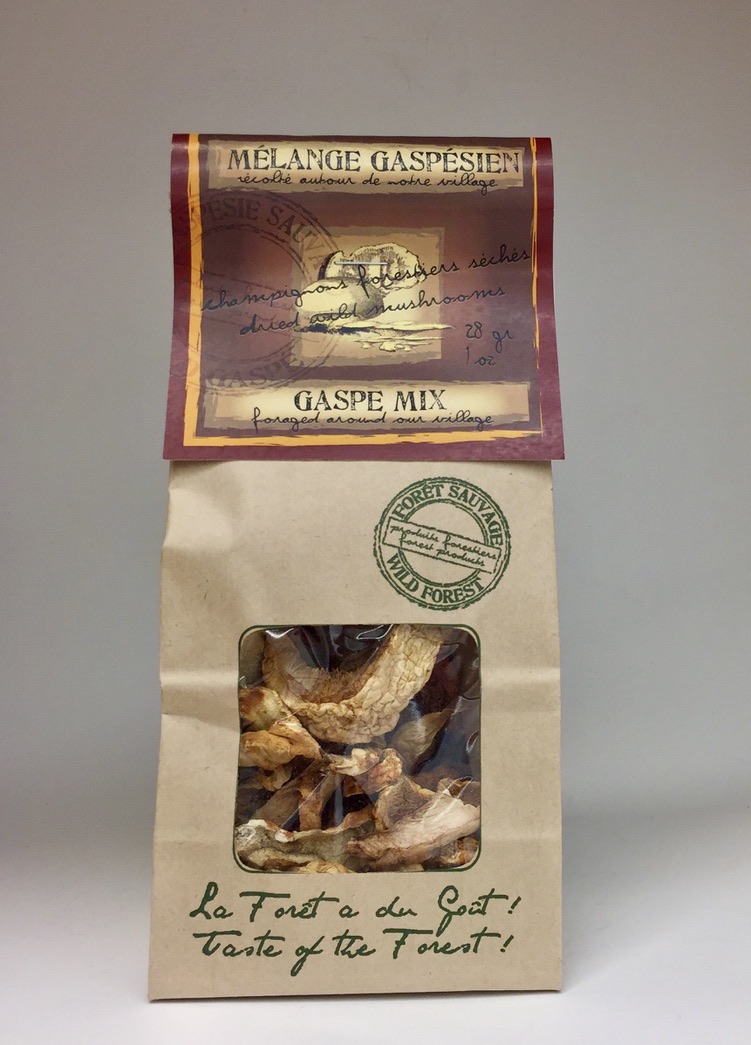 MÉLANGE GASPÉSIEN
récolté autour de notre village
champignons forestiers séchés
dried wild mushrooms
28 gr
1 oz
GASPE MIX
foraged around our village
FORÊT SAUVAGE
produits forestiers
forest products
WILD FOREST
La Forêt a du Goût !
Taste of the Forest !